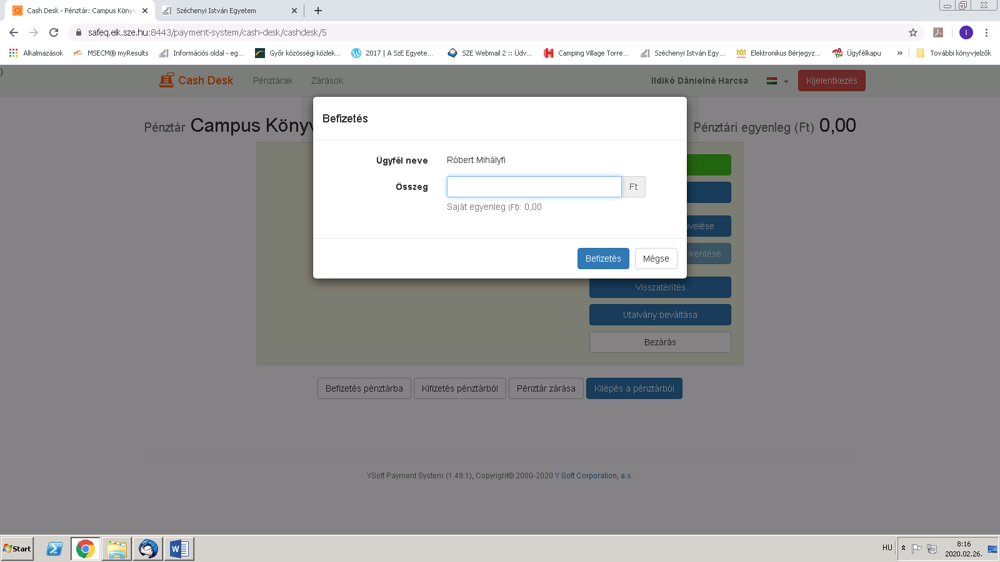 Cash Desk - Pénztár: Campus Könyv
Széchenyi István Egyetem
safeq.eik.sze.hu:8443/payment-system/cash-desk/cashdesk/5
I
Alkalmazások
MSECM® myResults
Információs oldal - eg...
Győr közösségi közlek...
2017 | A SzE Egyete...
SZE Webmail 2 :: Üdv...
Camping Village Torre...
Széchenyi István Egy...
Elektronikus Bérjegyz...
Ügyfélkapu
»
További könyvjelzők
)
Cash Desk
Pénztárak
Zárások
Ildikó Dánielné Harcsa
Kijelentkezés
Pénztár Campus Könyv
Pénztári egyenleg (Ft) 0,00
Befizetés
Ügyfél neve
Róbert Mihályfi
Összeg
Ft
Saját egyenleg (Ft): 0,00
Befizetés
Mégse
Visszatérítés
Utalvány beváltása
Bezárás
Befizetés pénztárba
Kifizetés pénztárból
Pénztár zárása
Kilépés a pénztárból
YSoft Payment System (1.49.1), Copyright© 2000-2020 Y Soft Corporation, a.s.
Start
HU
8:16
2020.02.26.